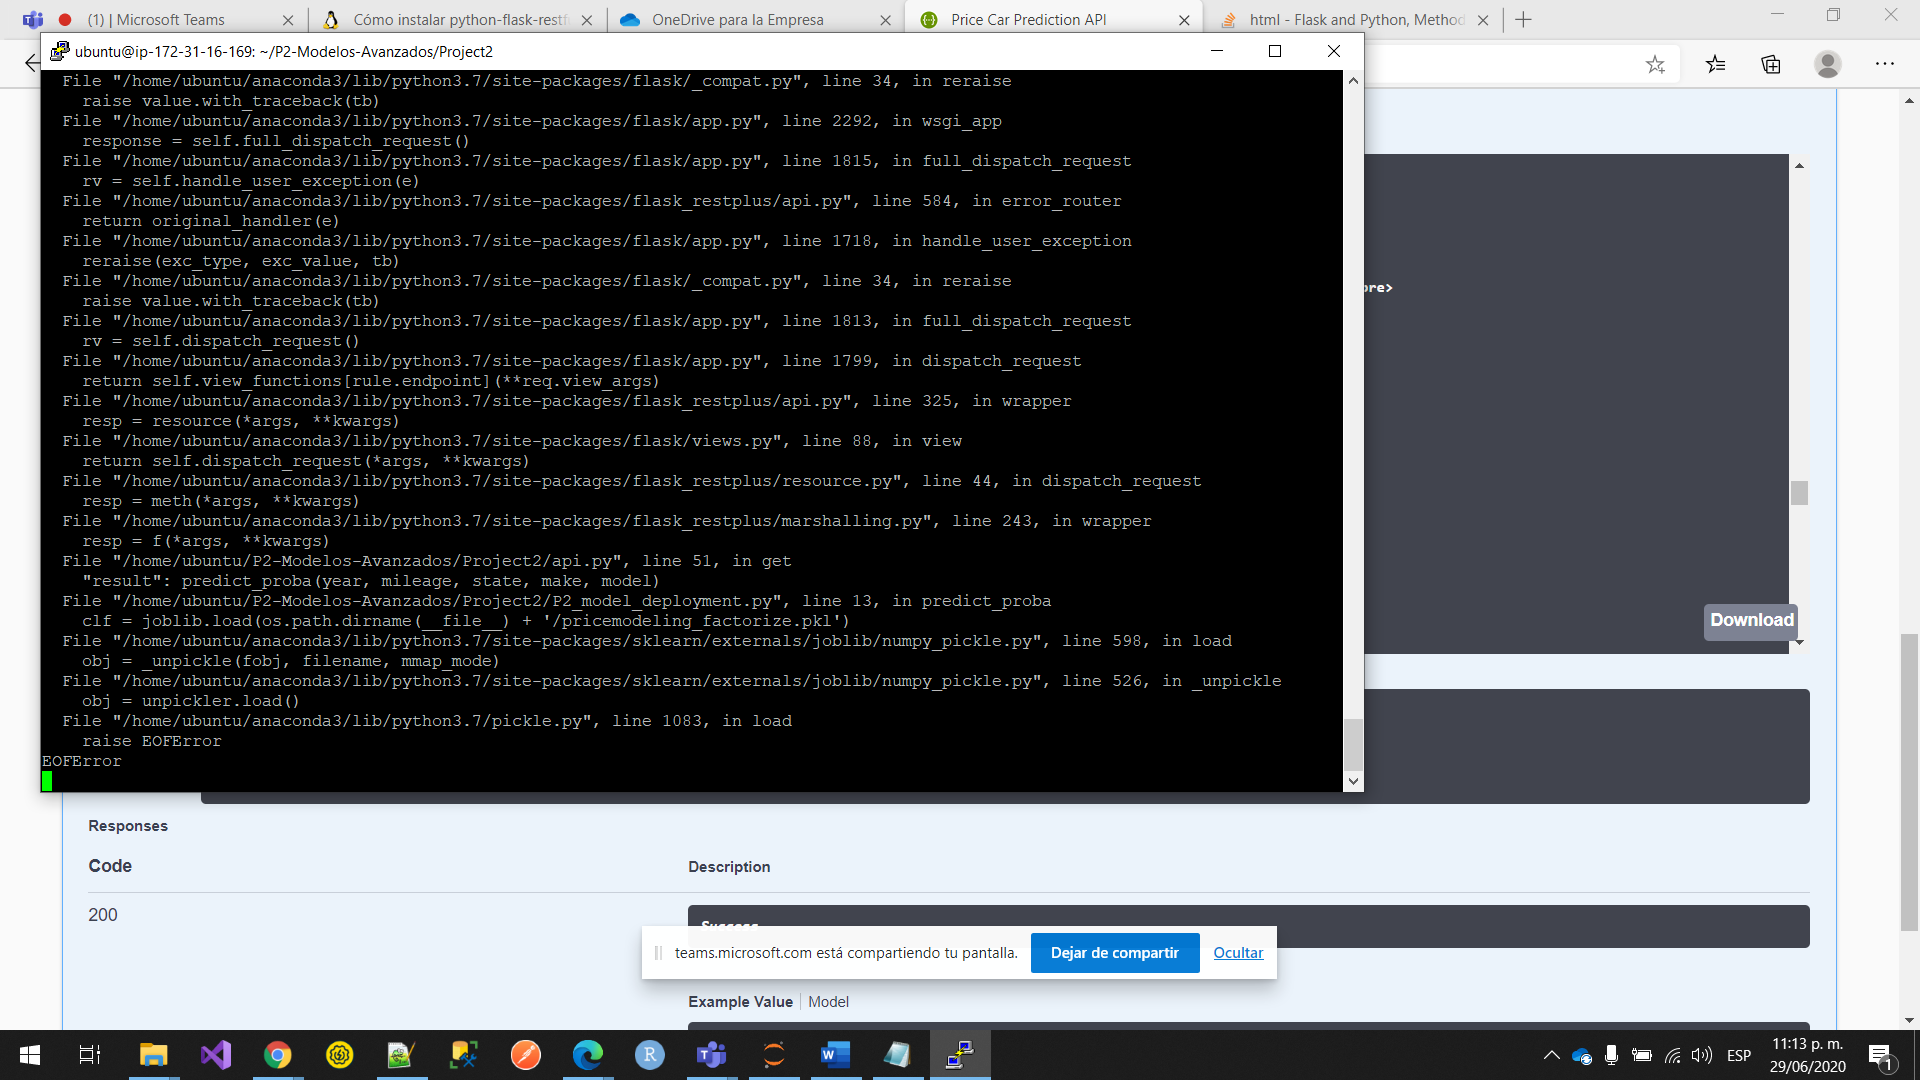 (1) | Microsoft Teams
Cómo instalar python-flask-restf
OneDrive para la Empresa
Price Car Prediction API
html - Flask and Python, Method
ubuntu@ip-172-31-16-169: ~/P2-Modelos-Avanzados/Project2
File "/home/ubuntu/anaconda3/lib/python3.7/site-packages/flask/_compat.py", line 34, in reraise
raise value.with_traceback(tb)
File "/home/ubuntu/anaconda3/lib/python3.7/site-packages/flask/app.py", line 2292, in wsgi_app
response = self.full_dispatch_request()
File "/home/ubuntu/anaconda3/lib/python3.7/site-packages/flask/app.py", line 1815, in full_dispatch_request
rv = self.handle_user_exception(e)
File "/home/ubuntu/anaconda3/lib/python3.7/site-packages/flask_restplus/api.py", line 584, in error_router
return original_handler(e)
File "/home/ubuntu/anaconda3/lib/python3.7/site-packages/flask/app.py", line 1718, in handle_user_exception
reraise(exc_type, exc_value, tb)
File "/home/ubuntu/anaconda3/lib/python3.7/site-packages/flask/_compat.py", line 34, in reraise
raise value.with_traceback(tb)
File "/home/ubuntu/anaconda3/lib/python3.7/site-packages/flask/app.py", line 1813, in full_dispatch_request
rv = self.dispatch_request()
File "/home/ubuntu/anaconda3/lib/python3.7/site-packages/flask/app.py", line 1799, in dispatch_request
return self.view_functions[rule.endpoint](**req.view_args)
File "/home/ubuntu/anaconda3/lib/python3.7/site-packages/flask_restplus/api.py", line 325, in wrapper
resp = resource(*args, **kwargs)
File "/home/ubuntu/anaconda3/lib/python3.7/site-packages/flask/views.py", line 88, in view
return self.dispatch_request(*args, **kwargs)
File "/home/ubuntu/anaconda3/lib/python3.7/site-packages/flask_restplus/resource.py", line 44, in dispatch_request
resp = meth(*args, **kwargs)
File "/home/ubuntu/anaconda3/lib/python3.7/site-packages/flask_restplus/marshalling.py", line 243, in wrapper
resp = f(*args, **kwargs)
File "/home/ubuntu/P2-Modelos-Avanzados/Project2/api.py", line 51, in get
"result": predict_proba(year, mileage, state, make, model)
File "/home/ubuntu/P2-Modelos-Avanzados/Project2/P2_model_deployment.py", line 13, in predict_proba
clf = joblib.load(os.path.dirname(__file__) + '/pricemodeling_factorize.pkl')
File "/home/ubuntu/anaconda3/lib/python3.7/site-packages/sklearn/externals/joblib/numpy_pickle.py", line 598, in load
obj = _unpickle(fobj, filename, mmap_mode)
File "/home/ubuntu/anaconda3/lib/python3.7/site-packages/sklearn/externals/joblib/numpy_pickle.py", line 526, in _unpickle
obj = unpickler.load()
File "/home/ubuntu/anaconda3/lib/python3.7/pickle.py", line 1083, in load
raise EOFError
EOFError
ore>
Download
Responses
Code
Description
200
Success
teams.microsoft.com está compartiendo tu pantalla.
Dejar de compartir
Ocultar
Example Value
Model
ESP
11:13 p. m.
29/06/2020
1